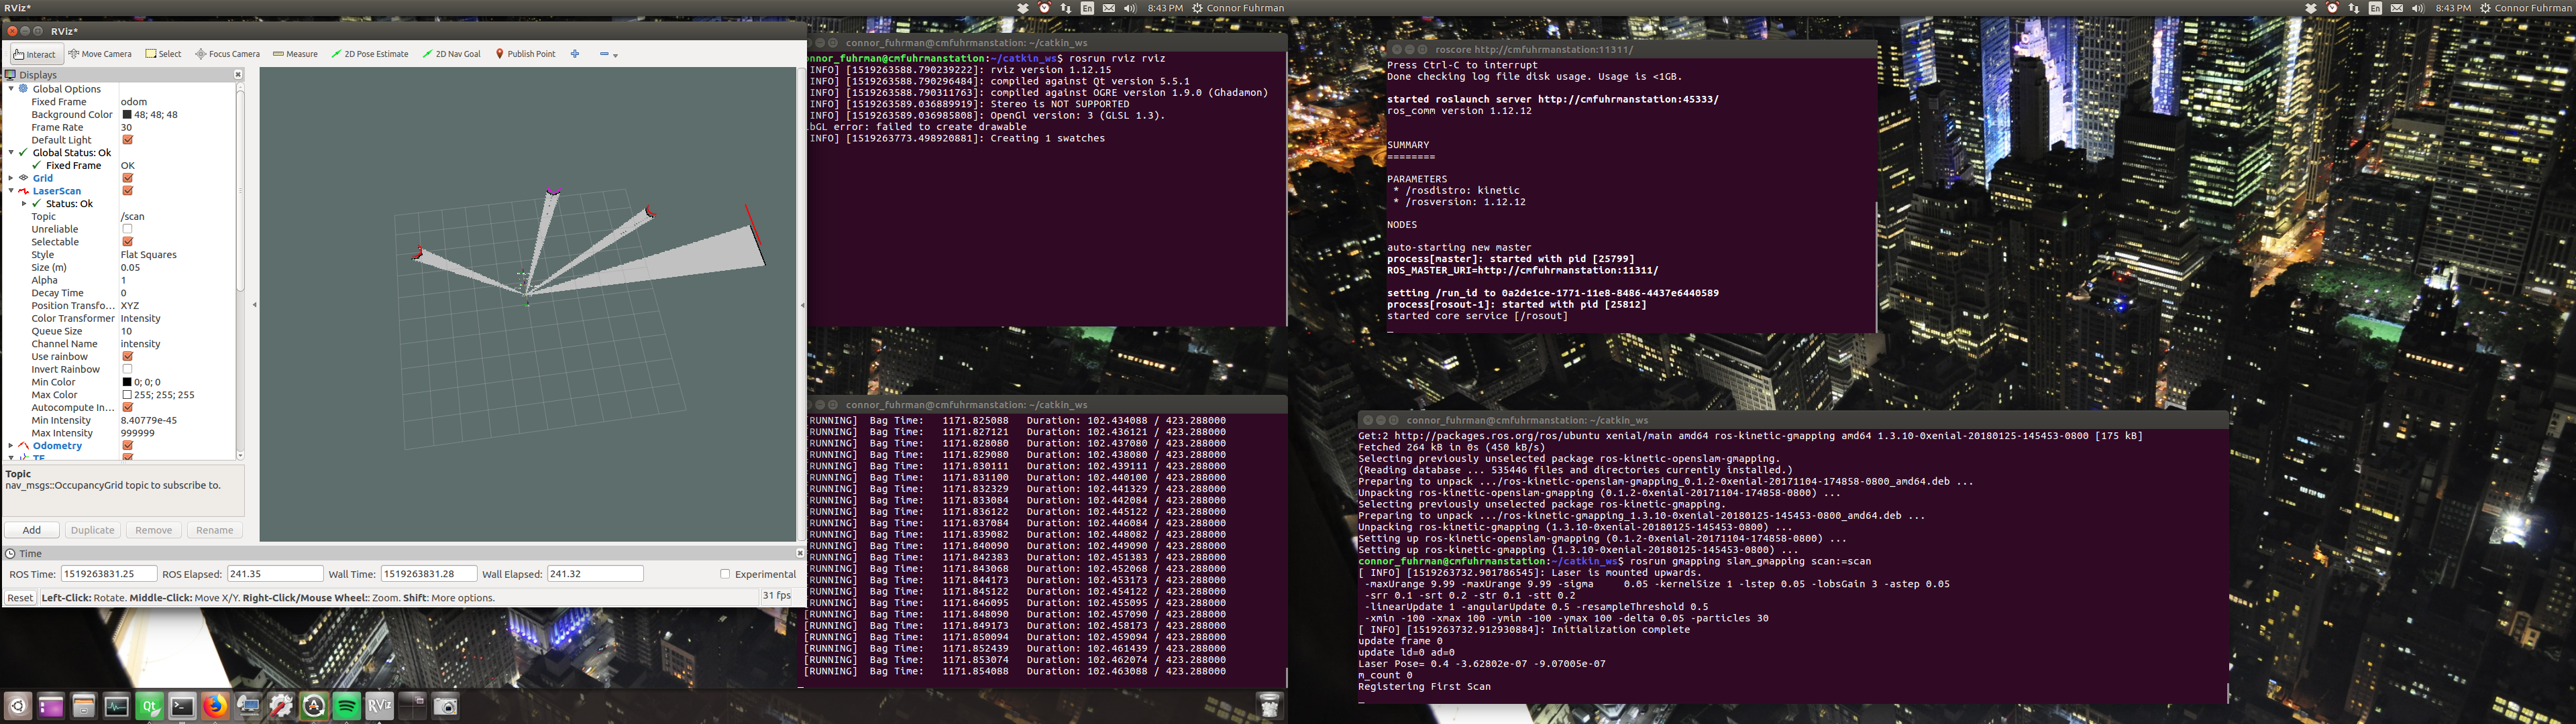 RViz*
En
8:43 PM
Connor Fuhrman
En
8:43 PM
Connor Fuhrman
RViz*
Interact
Move Camera
Select
Focus Camera
Measure
2D Pose Estimate
2D Nav Goal
Publish Point
Displays
Global Options
Fixed Frame odom
Background Color 48; 48; 48
Frame Rate 30
Default Light
Global Status: Ok
Fixed Frame OK
Grid
LaserScan
Status: Ok
Topic /scan
Unreliable
Selectable
Style Flat Squares
Size (m) 0.05
Alpha 1
Decay Time 0
Position Transfo... XYZ
Color Transformer Intensity
Queue Size 10
Channel Name intensity
Use rainbow
Invert Rainbow
Min Color 0; 0; 0
Max Color 255; 255; 255
Autocompute In...
Min Intensity 8.40779e-45
Max Intensity 999999
Odometry
TF
Topic
nav_msgs::OccupancyGrid topic to subscribe to.
Add Duplicate Remove Rename
Time
ROS Time: 1519263831.25 ROS Elapsed: 241.35 Wall Time: 1519263831.28 Wall Elapsed: 241.32 Experimental
Reset Left-Click: Rotate. Middle-Click: Move X/Y. Right-Click/Mouse Wheel:: Zoom. Shift: More options. 31 fps
connor_fuhrman@cmfuhrmanstation: ~/catkin_ws
onnor_fuhrman@cmfuhrmanstation:~/catkin_ws$ rosrun rviz rviz
INFO] [1519263588.790239222]: rviz version 1.12.15
INFO] [1519263588.790296484]: compiled against Qt version 5.5.1
INFO] [1519263588.790311763]: compiled against OGRE version 1.9.0 (Ghadamon)
INFO] [1519263589.036889919]: Stereo is NOT SUPPORTED
INFO] [1519263589.036985808]: OpenGl version: 3 (GLSL 1.3).
bGL error: failed to create drawable
INFO] [1519263773.498920881]: Creating 1 swatches
connor_fuhrman@cmfuhrmanstation: ~/catkin_ws
[RUNNING] Bag Time: 1171.825088 Duration: 102.434088 / 423.288000
[RUNNING] Bag Time: 1171.827121 Duration: 102.436121 / 423.288000
[RUNNING] Bag Time: 1171.828080 Duration: 102.437080 / 423.288000
[RUNNING] Bag Time: 1171.829080 Duration: 102.438080 / 423.288000
[RUNNING] Bag Time: 1171.830111 Duration: 102.439111 / 423.288000
[RUNNING] Bag Time: 1171.831100 Duration: 102.440100 / 423.288000
[RUNNING] Bag Time: 1171.832329 Duration: 102.441329 / 423.288000
[RUNNING] Bag Time: 1171.833084 Duration: 102.442084 / 423.288000
[RUNNING] Bag Time: 1171.836122 Duration: 102.445122 / 423.288000
[RUNNING] Bag Time: 1171.837084 Duration: 102.446084 / 423.288000
[RUNNING] Bag Time: 1171.839082 Duration: 102.448082 / 423.288000
[RUNNING] Bag Time: 1171.840090 Duration: 102.449090 / 423.288000
[RUNNING] Bag Time: 1171.842383 Duration: 102.451383 / 423.288000
[RUNNING] Bag Time: 1171.843068 Duration: 102.452068 / 423.288000
[RUNNING] Bag Time: 1171.844173 Duration: 102.453173 / 423.288000
[RUNNING] Bag Time: 1171.845122 Duration: 102.454122 / 423.288000
[RUNNING] Bag Time: 1171.846095 Duration: 102.455095 / 423.288000
[RUNNING] Bag Time: 1171.848090 Duration: 102.457090 / 423.288000
[RUNNING] Bag Time: 1171.849173 Duration: 102.458173 / 423.288000
[RUNNING] Bag Time: 1171.850094 Duration: 102.459094 / 423.288000
[RUNNING] Bag Time: 1171.852439 Duration: 102.461439 / 423.288000
[RUNNING] Bag Time: 1171.853074 Duration: 102.462074 / 423.288000
[RUNNING] Bag Time: 1171.854088 Duration: 102.463088 / 423.288000
roscore http://cmfuhrmanstation:11311/
Press Ctrl-C to interrupt
Done checking log file disk usage. Usage is <1GB.
started roslaunch server http://cmfuhrmanstation:45333/
ros_comm version 1.12.12
SUMMARY
========
PARAMETERS
* /rosdistro: kinetic
* /rosversion: 1.12.12
NODES
auto-starting new master
process[master]: started with pid [25799]
ROS_MASTER_URI=http://cmfuhrmanstation:11311/
setting /run_id to 0a2de1ce-1771-11e8-8486-4437e6440589
process[rosout-1]: started with pid [25812]
started core service [/rosout]
connor_fuhrman@cmfuhrmanstation: ~/catkin_ws
Get:2 http://packages.ros.org/ros/ubuntu xenial/main amd64 ros-kinetic-gmapping amd64 1.3.10-0xenial-20180125-145453-0800 [175 kB]
Fetched 264 kB in 0s (450 kB/s)
Selecting previously unselected package ros-kinetic-openslam-gmapping.
(Reading database ... 535446 files and directories currently installed.)
Preparing to unpack .../ros-kinetic-openslam-gmapping_0.1.2-0xenial-20171104-174858-0800_amd64.deb ...
Unpacking ros-kinetic-openslam-gmapping (0.1.2-0xenial-20171104-174858-0800) ...
Selecting previously unselected package ros-kinetic-gmapping.
Preparing to unpack .../ros-kinetic-gmapping_1.3.10-0xenial-20180125-145453-0800_amd64.deb ...
Unpacking ros-kinetic-gmapping (1.3.10-0xenial-20180125-145453-0800) ...
Setting up ros-kinetic-openslam-gmapping (0.1.2-0xenial-20171104-174858-0800) ...
Setting up ros-kinetic-gmapping (1.3.10-0xenial-20180125-145453-0800) ...
connor_fuhrman@cmfuhrmanstation:~/catkin_ws$ rosrun gmapping slam_gmapping scan:=scan
[ INFO] [1519263732.901786545]: Laser is mounted upwards.
-maxUrange 9.99 -maxUrange 9.99 -sigma 0.05 -kernelSize 1 -lstep 0.05 -lobsGain 3 -astep 0.05
-srr 0.1 -srt 0.2 -str 0.1 -stt 0.2
-linearUpdate 1 -angularUpdate 0.5 -resampleThreshold 0.5
-xmin -100 -xmax 100 -ymin -100 -ymax 100 -delta 0.05 -particles 30
[ INFO] [1519263732.912930884]: Initialization complete
update frame 0
update ld=0 ad=0
Laser Pose= 0.4 -3.62802e-07 -9.07005e-07
m_count 0
Registering First Scan
Qt
RViz